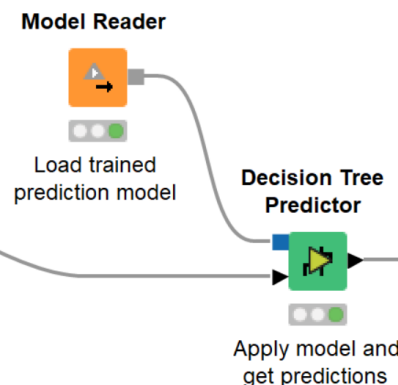 Model Reader
Load trained
prediction model
Decision Tree
Predictor
Apply model and
get predictions